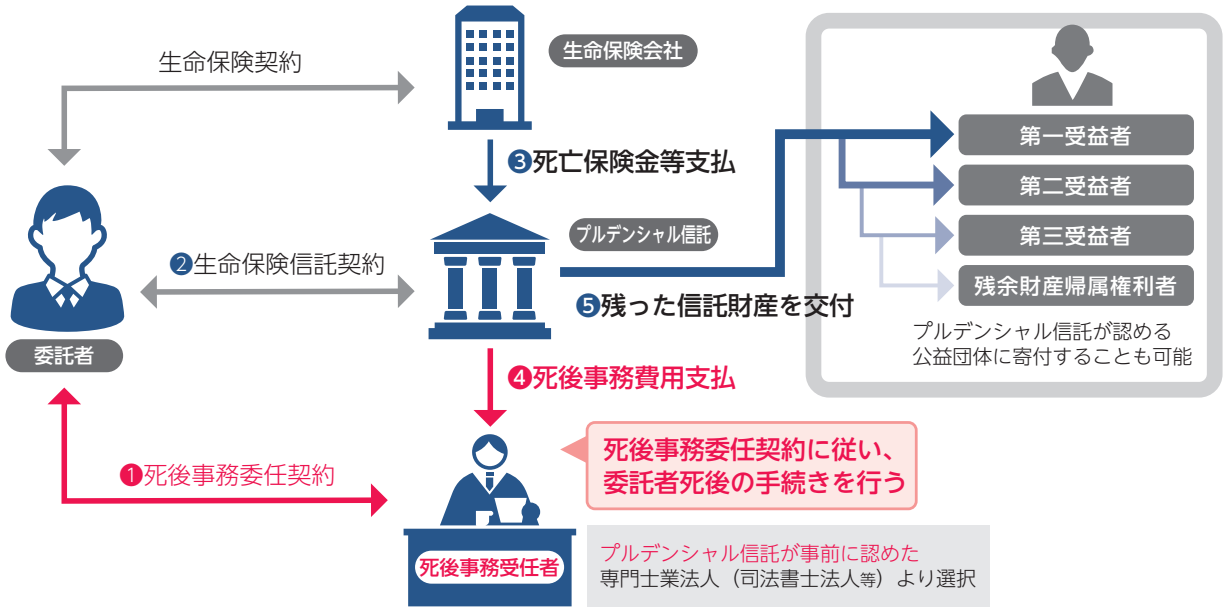 生命保険契約
生命保険会社
❸死亡保険金等支払
プルデンシャル信託
❷生命保険信託契約
委託者
❺残った信託財産を交付
第一受益者
第二受益者
第三受益者
残余財産帰属権利者
プルデンシャル信託が認める
公益団体に寄付することも可能
❹死後事務費用支払
❶死後事務委任契約
死後事務委任契約に従い、
委託者死後の手続きを行う
死後事務受任者
プルデンシャル信託が事前に認めた
専門士業法人（司法書士法人等）より選択